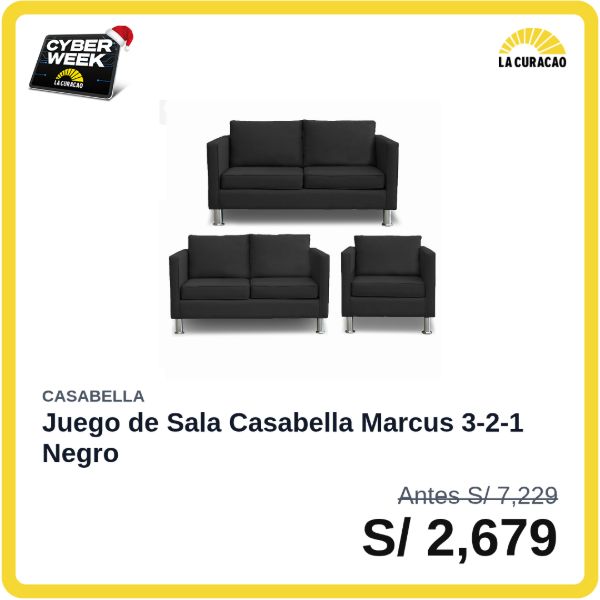 CYBER
WEEK
LA CURACAO
LA CURACAO
CASABELLA
Juego de Sala Casabella Marcus 3-2-1
Negro
Antes S/ 7,229
S/ 2,679